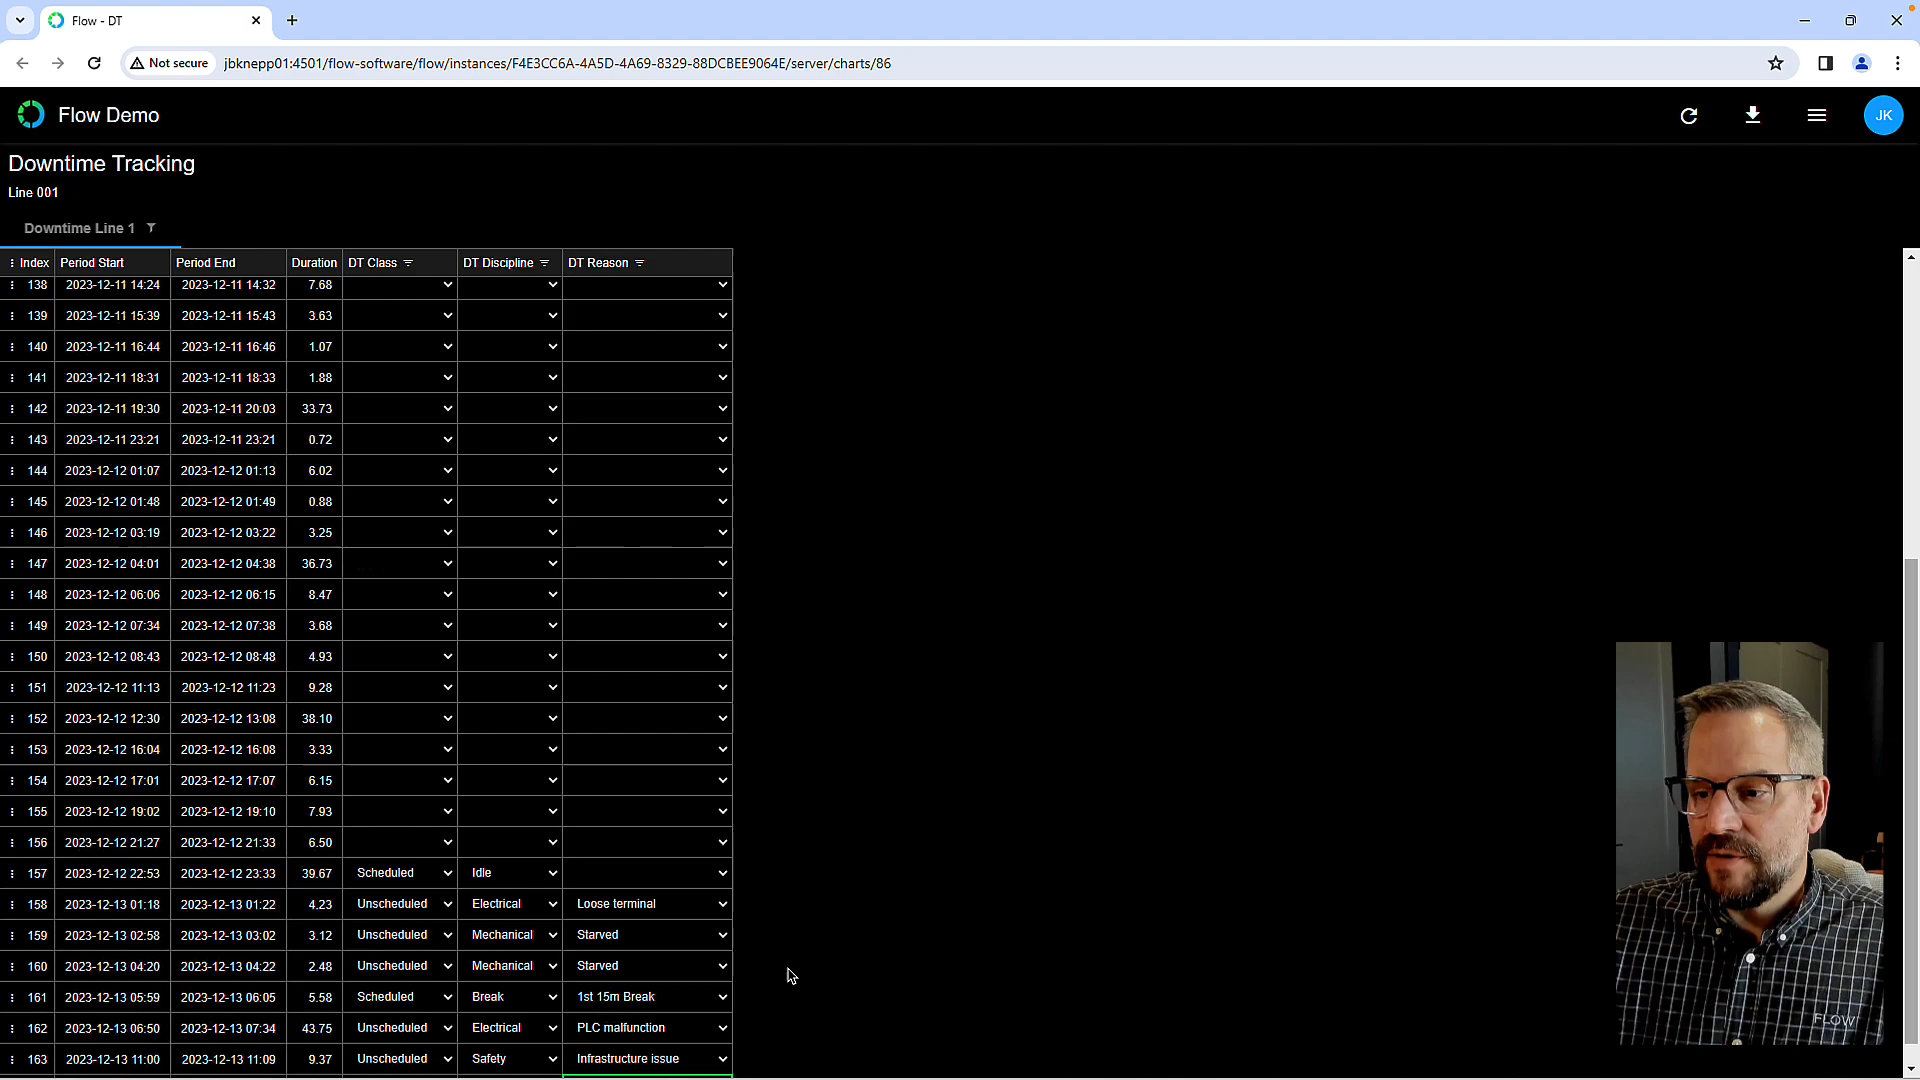 Flow - DT
Not secure
jbknepp01:4501/flow-software/flow/instances/F4E3CC6A-4A5D-4A69-8329-88DCBEE9064E/server/charts/86
Flow Demo
JK
Downtime Tracking
Line 001
Downtime Line 1
Index Period Start Period End Duration DT Class DT Discipline DT Reason
138 2023-12-11 14:24 2023-12-11 14:32 7.68
139 2023-12-11 15:39 2023-12-11 15:43 3.63
140 2023-12-11 16:44 2023-12-11 16:46 1.07
141 2023-12-11 18:31 2023-12-11 18:33 1.88
142 2023-12-11 19:30 2023-12-11 20:03 33.73
143 2023-12-11 23:21 2023-12-11 23:21 0.72
144 2023-12-12 01:07 2023-12-12 01:13 6.02
145 2023-12-12 01:48 2023-12-12 01:49 0.88
146 2023-12-12 03:19 2023-12-12 03:22 3.25
147 2023-12-12 04:01 2023-12-12 04:38 36.73
148 2023-12-12 06:06 2023-12-12 06:15 8.47
149 2023-12-12 07:34 2023-12-12 07:38 3.68
150 2023-12-12 08:43 2023-12-12 08:48 4.93
151 2023-12-12 11:13 2023-12-12 11:23 9.28
152 2023-12-12 12:30 2023-12-12 13:08 38.10
153 2023-12-12 16:04 2023-12-12 16:08 3.33
154 2023-12-12 17:01 2023-12-12 17:07 6.15
155 2023-12-12 19:02 2023-12-12 19:10 7.93
156 2023-12-12 21:27 2023-12-12 21:33 6.50
157 2023-12-12 22:53 2023-12-12 23:33 39.67 Scheduled Idle
158 2023-12-13 01:18 2023-12-13 01:22 4.23 Unscheduled Electrical Loose terminal
159 2023-12-13 02:58 2023-12-13 03:02 3.12 Unscheduled Mechanical Starved
160 2023-12-13 04:20 2023-12-13 04:22 2.48 Unscheduled Mechanical Starved
161 2023-12-13 05:59 2023-12-13 06:05 5.58 Scheduled Break 1st 15m Break
162 2023-12-13 06:50 2023-12-13 07:34 43.75 Unscheduled Electrical PLC malfunction
163 2023-12-13 11:00 2023-12-13 11:09 9.37 Unscheduled Safety Infrastructure issue
FLOW